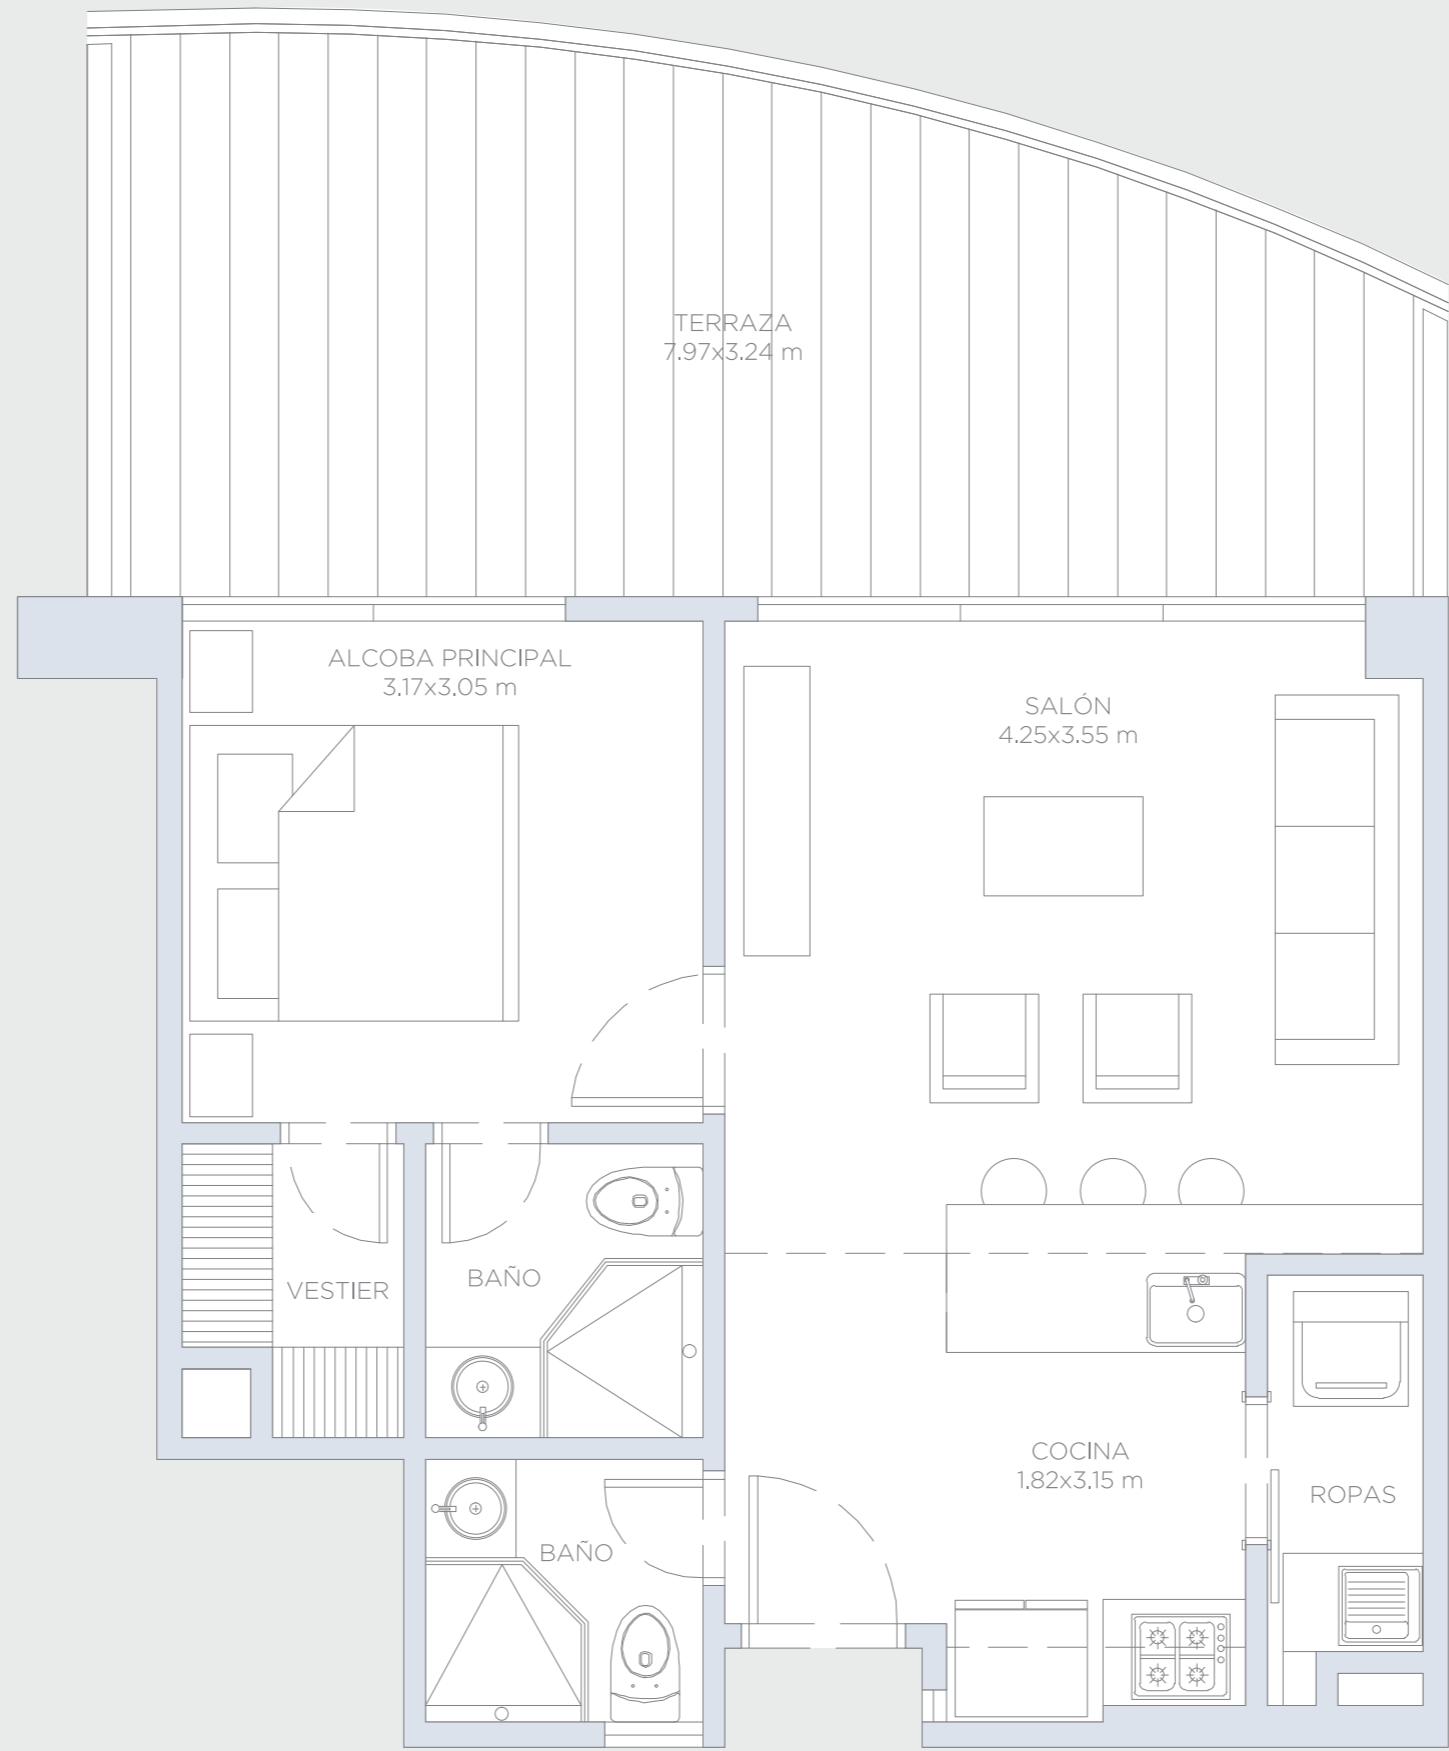 TERRAZA
7.97x3.24 m
ALCOBA PRINCIPAL
3.17x3.05 m
SALÓN
4.25x3.55 m
VESTIER
BAÑO
COCINA
1.82x3.15 m
ROPAS
BAÑO